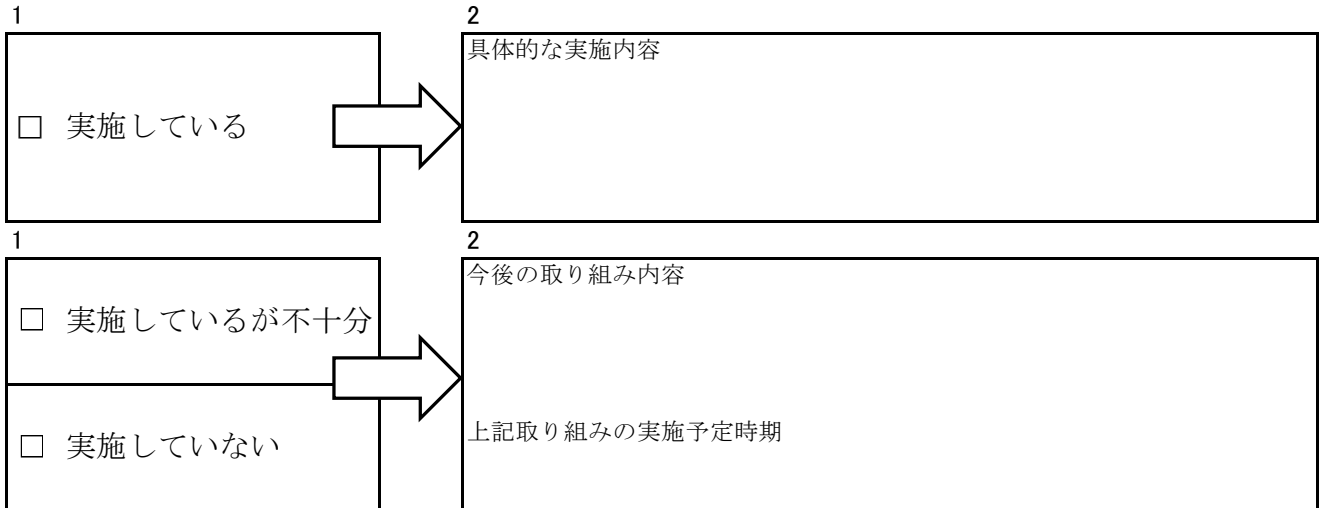 1
2
□ 実施している
具体的な実施内容
1
2
□ 実施しているが不十分
□ 実施していない
今後の取り組み内容
上記取り組みの実施予定時期